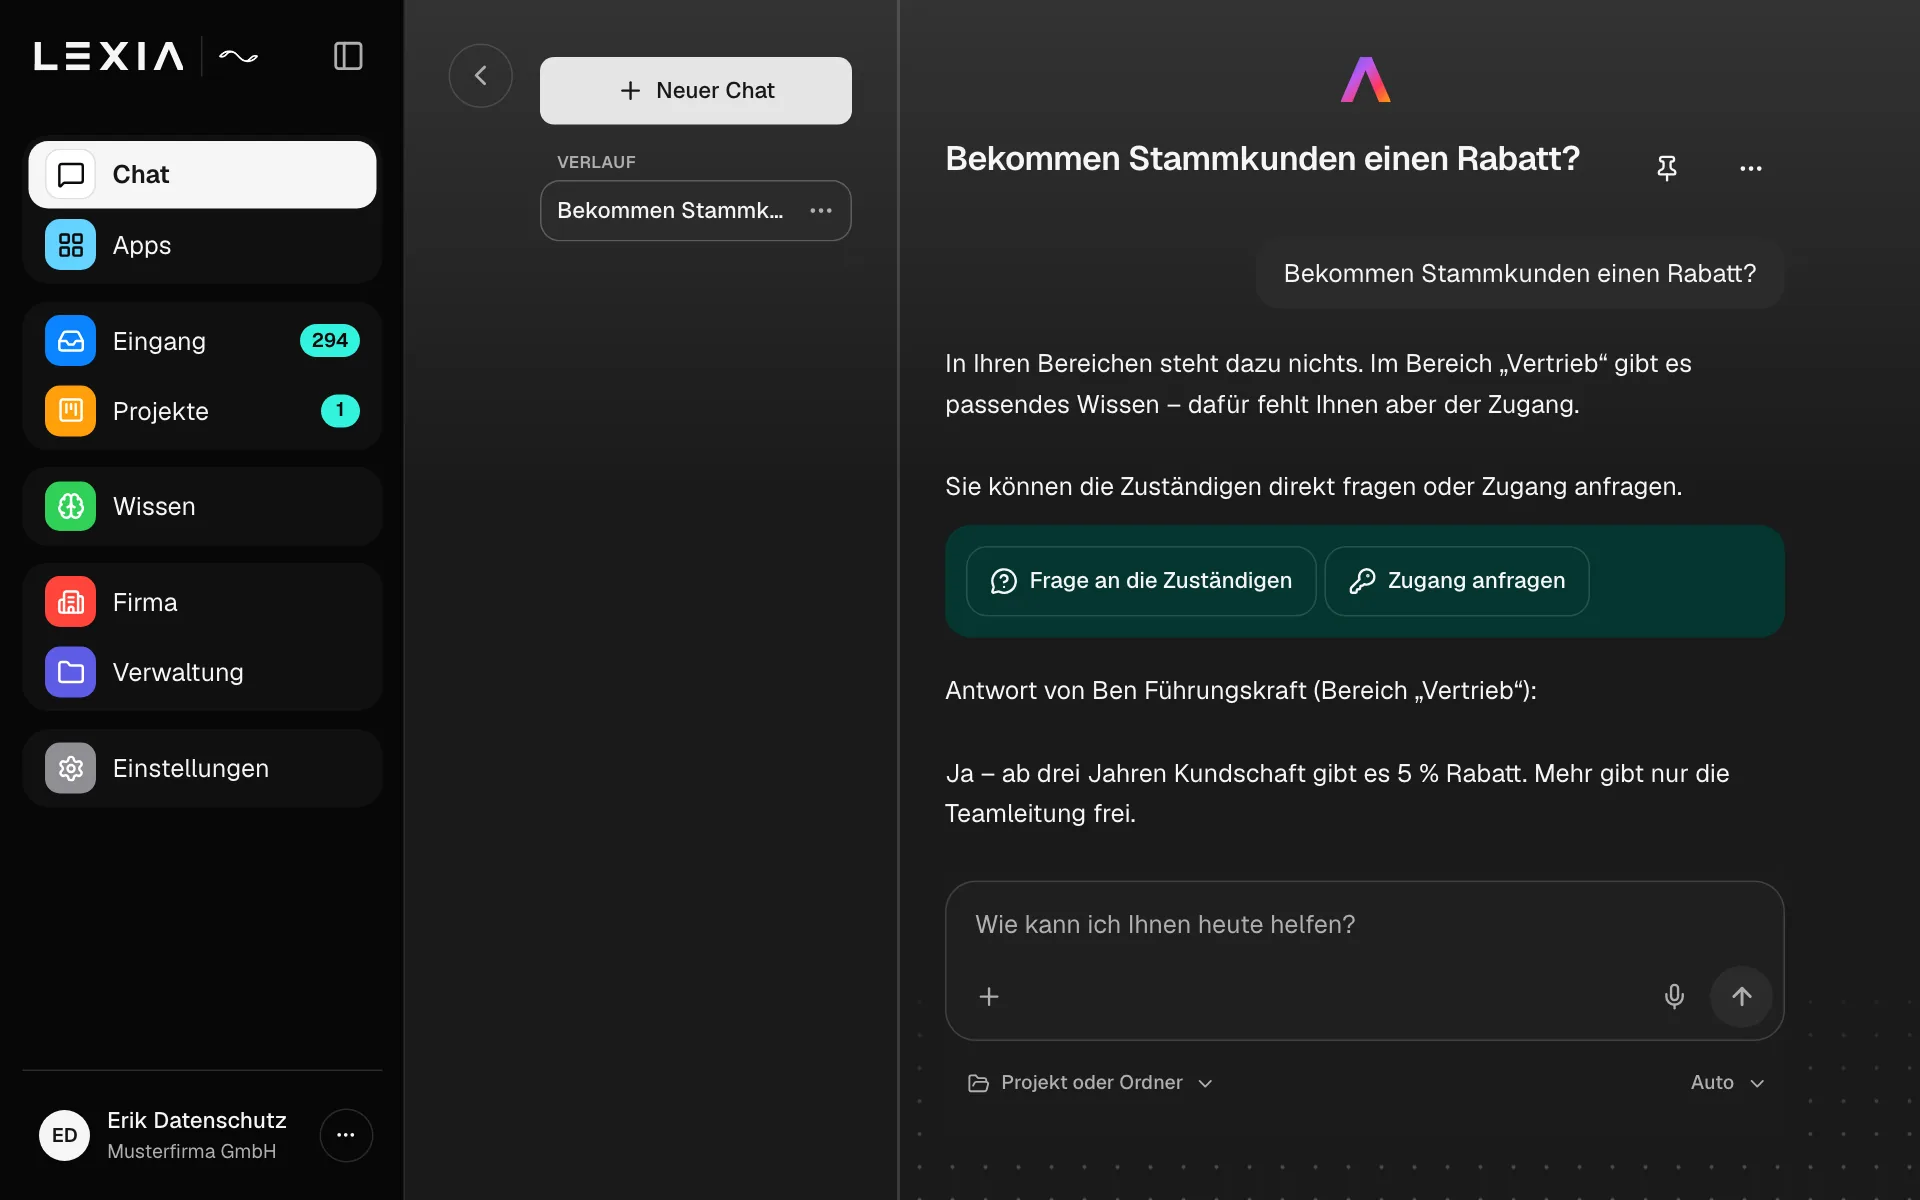 LEXIA
Chat
Apps
Eingang
294
Projekte
1
Wissen
Firma
Verwaltung
Einstellungen
ED
Erik Datenschutz
Musterfirma GmbH
Neuer Chat
VERLAUF
Bekommen Stammk...
Bekommen Stammkunden einen Rabatt?
Bekommen Stammkunden einen Rabatt?
In Ihren Bereichen steht dazu nichts. Im Bereich „Vertrieb“ gibt es
passendes Wissen – dafür fehlt Ihnen aber der Zugang.
Sie können die Zuständigen direkt fragen oder Zugang anfragen.
Frage an die Zuständigen
Zugang anfragen
Antwort von Ben Führungskraft (Bereich „Vertrieb“):
Ja – ab drei Jahren Kundschaft gibt es 5 % Rabatt. Mehr gibt nur die
Teamleitung frei.
Wie kann ich Ihnen heute helfen?
Projekt oder Ordner
Auto